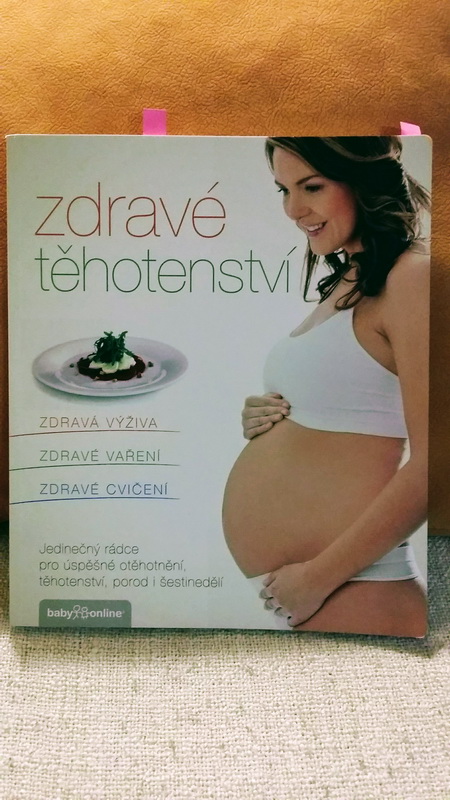 zdravé
těhotenství
ZDRAVÁ VÝŽIVA
ZDRAVÉ VAŘENÍ
ZDRAVÉ CVIČENÍ
Jedinečný rádce
pro úspěšné otěhotnění,
těhotenství, porod i šestinedělí
baby online®